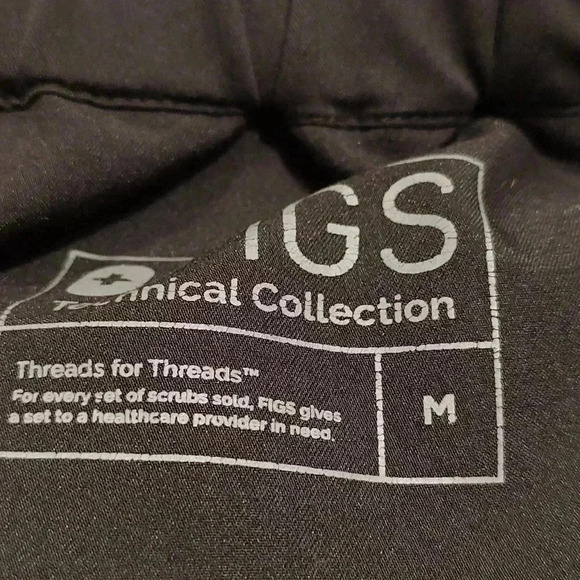 FIGS
Technical Collection
Threads for Threads™
For every set of scrubs sold, FIGS gives
a set to a healthcare provider in need.
M